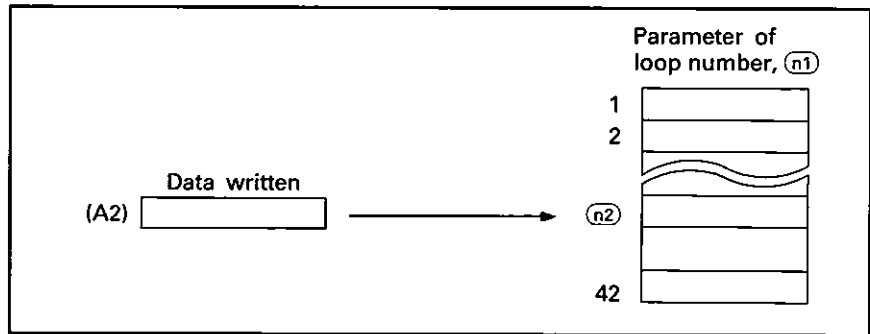 Parameter of
loop number, n1
1
2
Data written
(A2)
n2
42